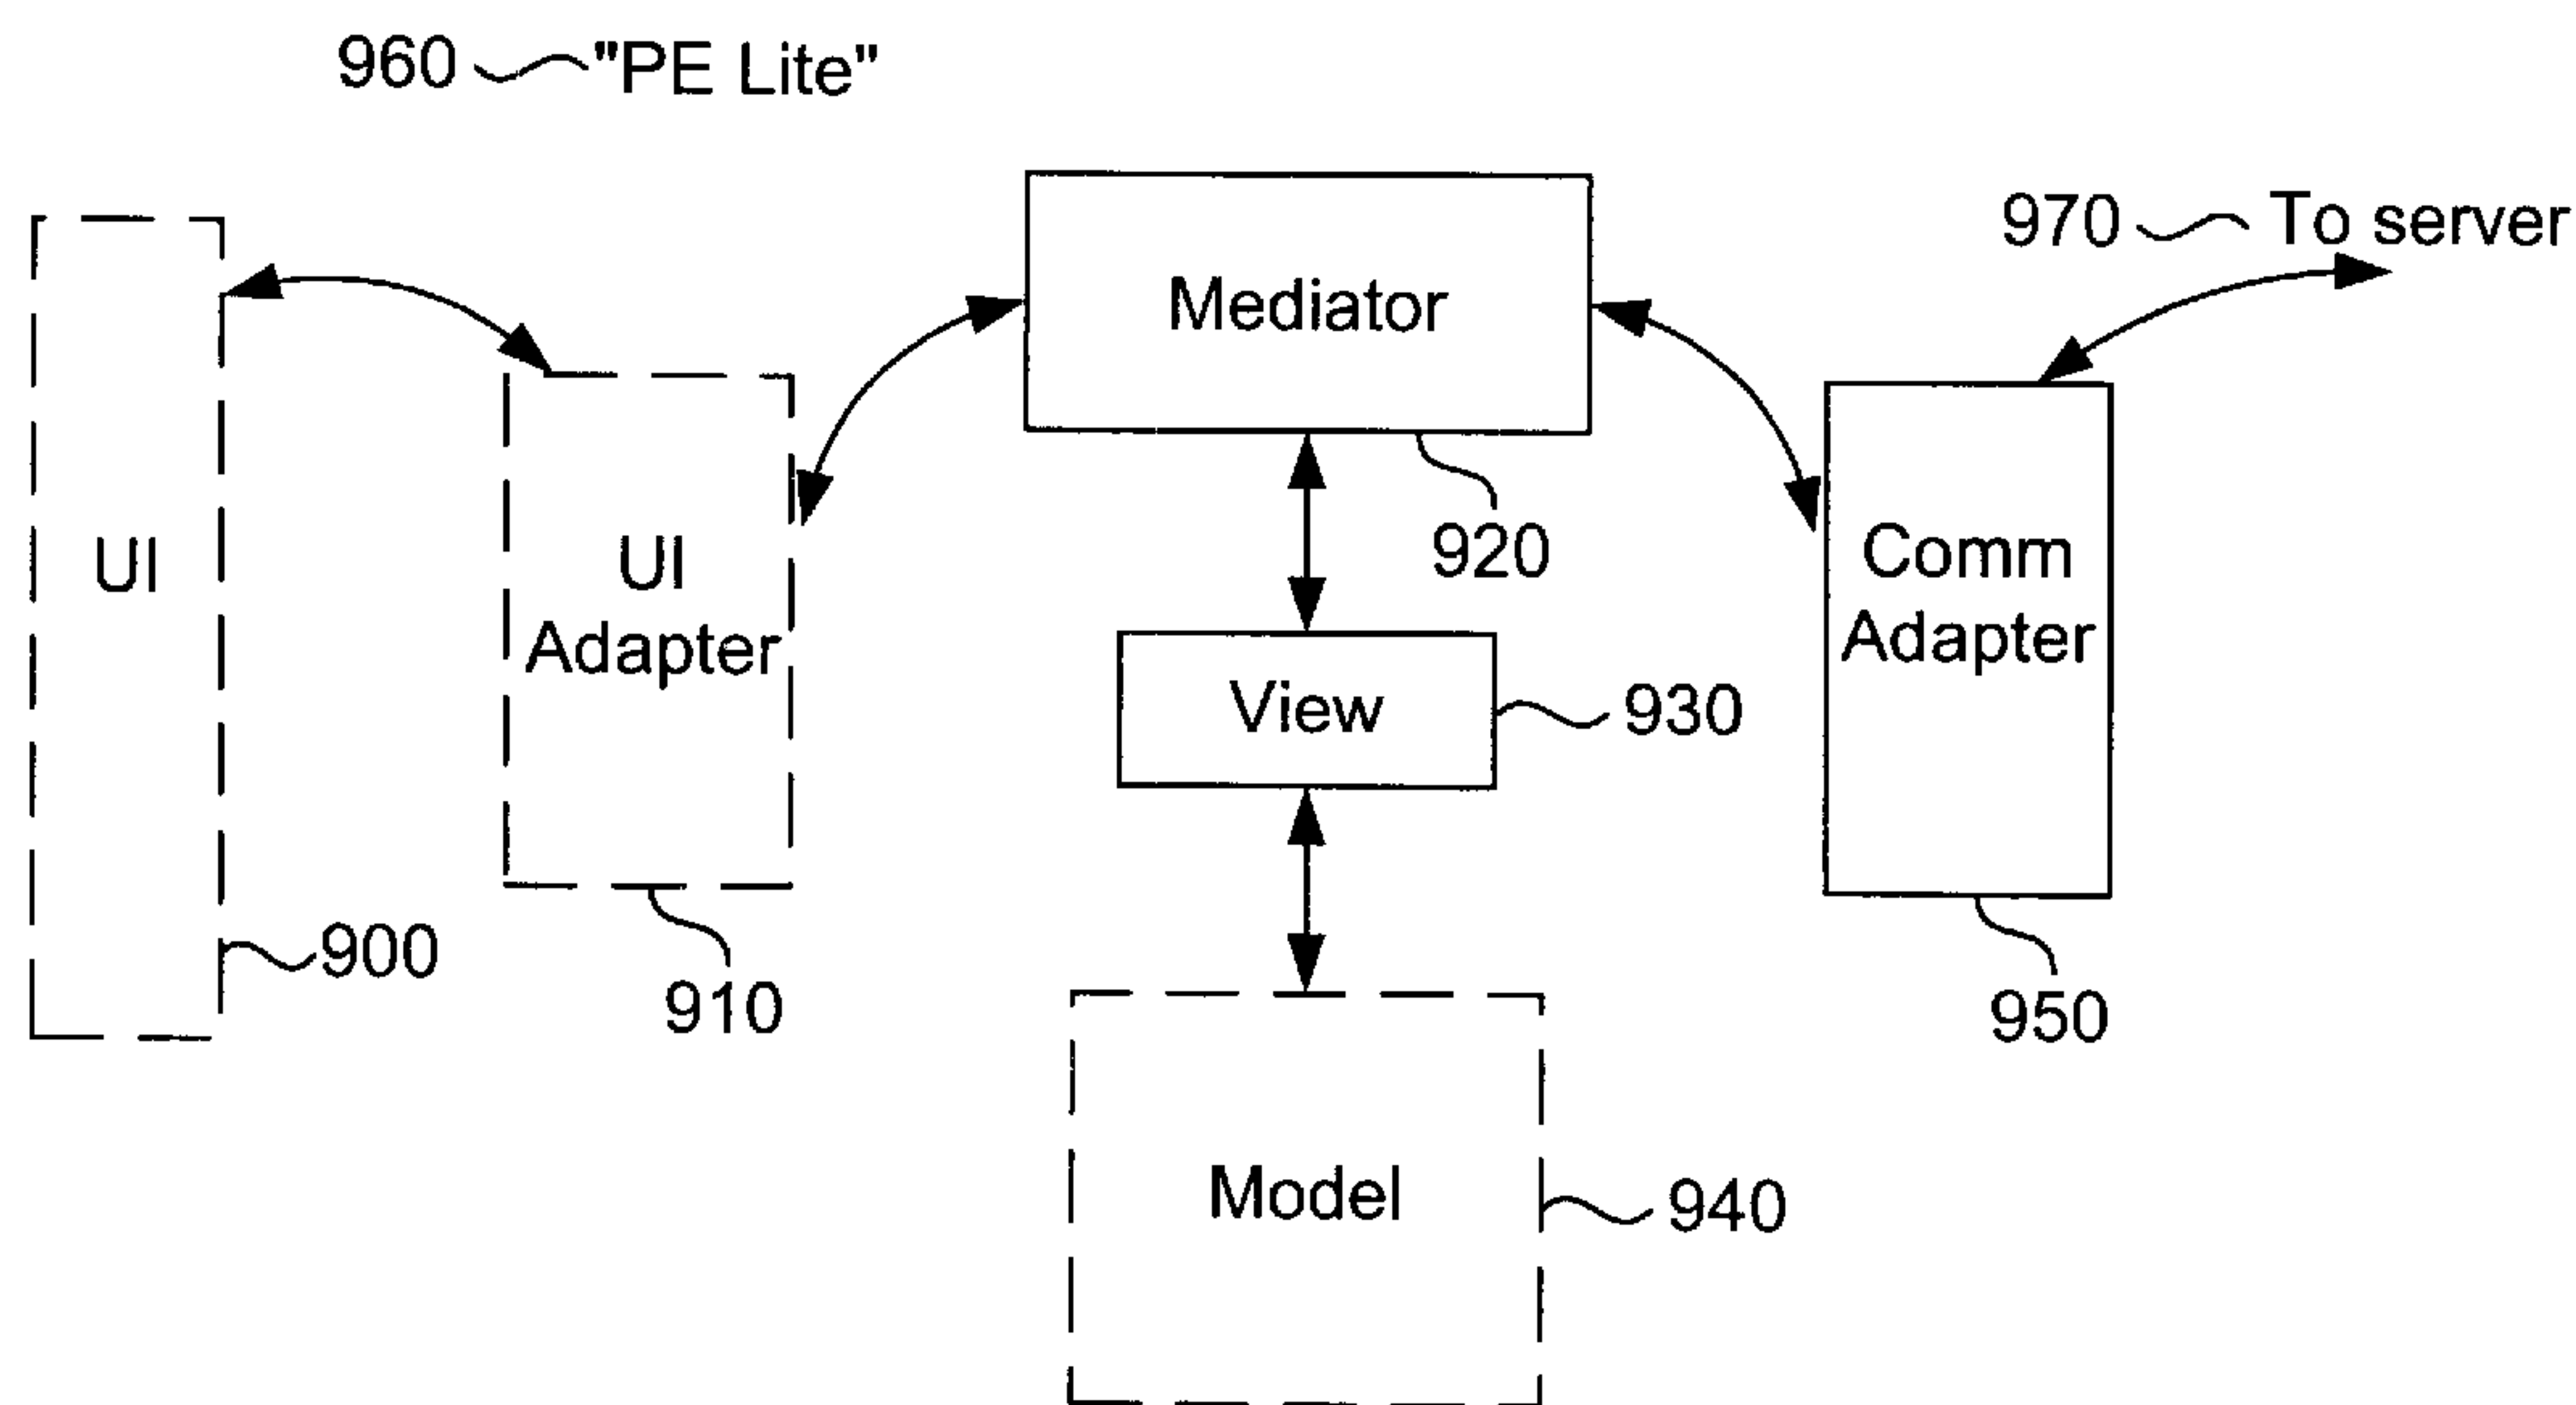 960 "PE Lite"
970 To server
Mediator
920
UI
UI
Adapter
Comm
Adapter
View
930
900
910
950
Model
940